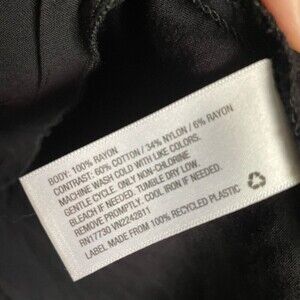 BODY: 100% RAYON
CONTRAST: 60% COTTON / 34% NYLON / 6% RAYON
MACHINE WASH COLD WITH LIKE COLORS.
GENTLE CYCLE. ONLY NON-CHLORINE
BLEACH IF NEEDED. TUMBLE DRY LOW.
REMOVE PROMPTLY. COOL IRON IF NEEDED.
RN17730 VN2242811
LABEL MADE FROM 100% RECYCLED PLASTIC